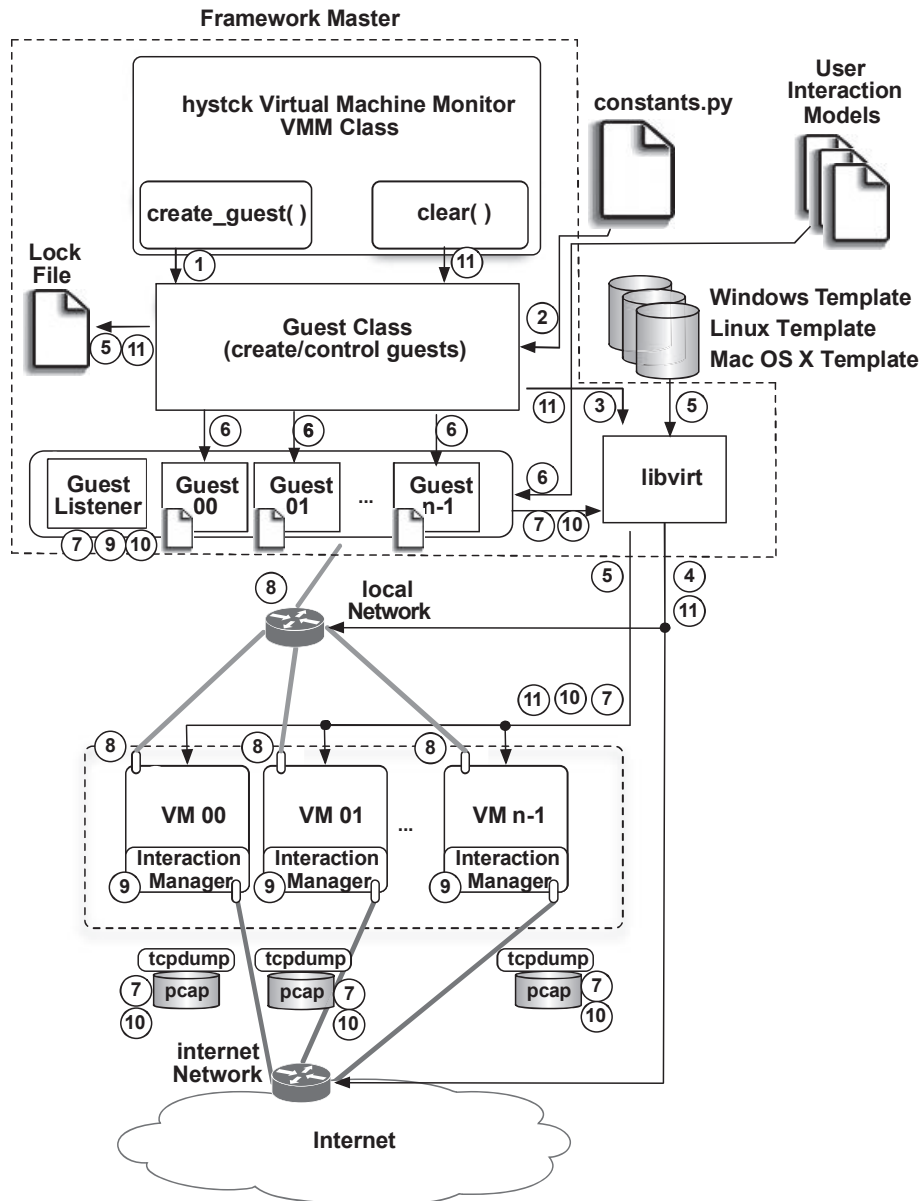 Framework Master
hystck Virtual Machine Monitor
VMM Class
constants.py
User
Interaction
Models
create_guest( )
clear( )
Lock
File
1
11
2
Guest Class
(create/control guests)
5 11
Windows Template
Linux Template
Mac OS X Template
11 3 5
6 6 6
libvirt
Guest
Listener
Guest
00
Guest
01
...
Guest
n-1
6
7 10
7 9 10
5 4
11
8
local
Network
11 10 7
8 8 8
VM 00
VM 01
...
VM n-1
Interaction
Manager
Interaction
Manager
Interaction
Manager
9 9 9
tcpdump
pcap
7
10
tcpdump
pcap
7
10
tcpdump
pcap
7
10
internet
Network
Internet